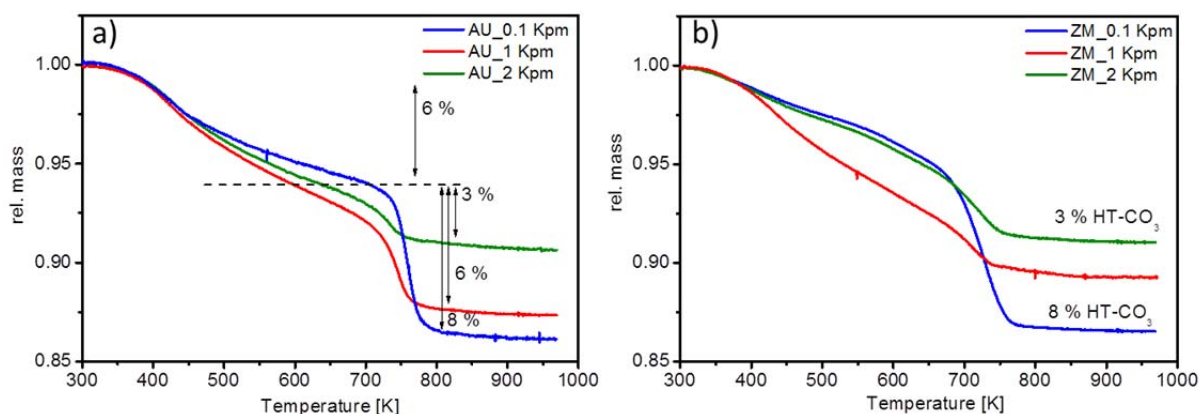 a)
AU_0.1 Kpm
AU_1 Kpm
AU_2 Kpm
1.00
0.95
0.90
0.85
rel. mass
6 %
3 %
6 %
8 %
300 400 500 600 700 800 900 1000
Temperature [K]
b)
ZM_0.1 Kpm
ZM_1 Kpm
ZM_2 Kpm
1.00
0.95
0.90
0.85
rel. mass
3 % HT-CO₃
8 % HT-CO₃
300 400 500 600 700 800 900 1000
Temperature [K]